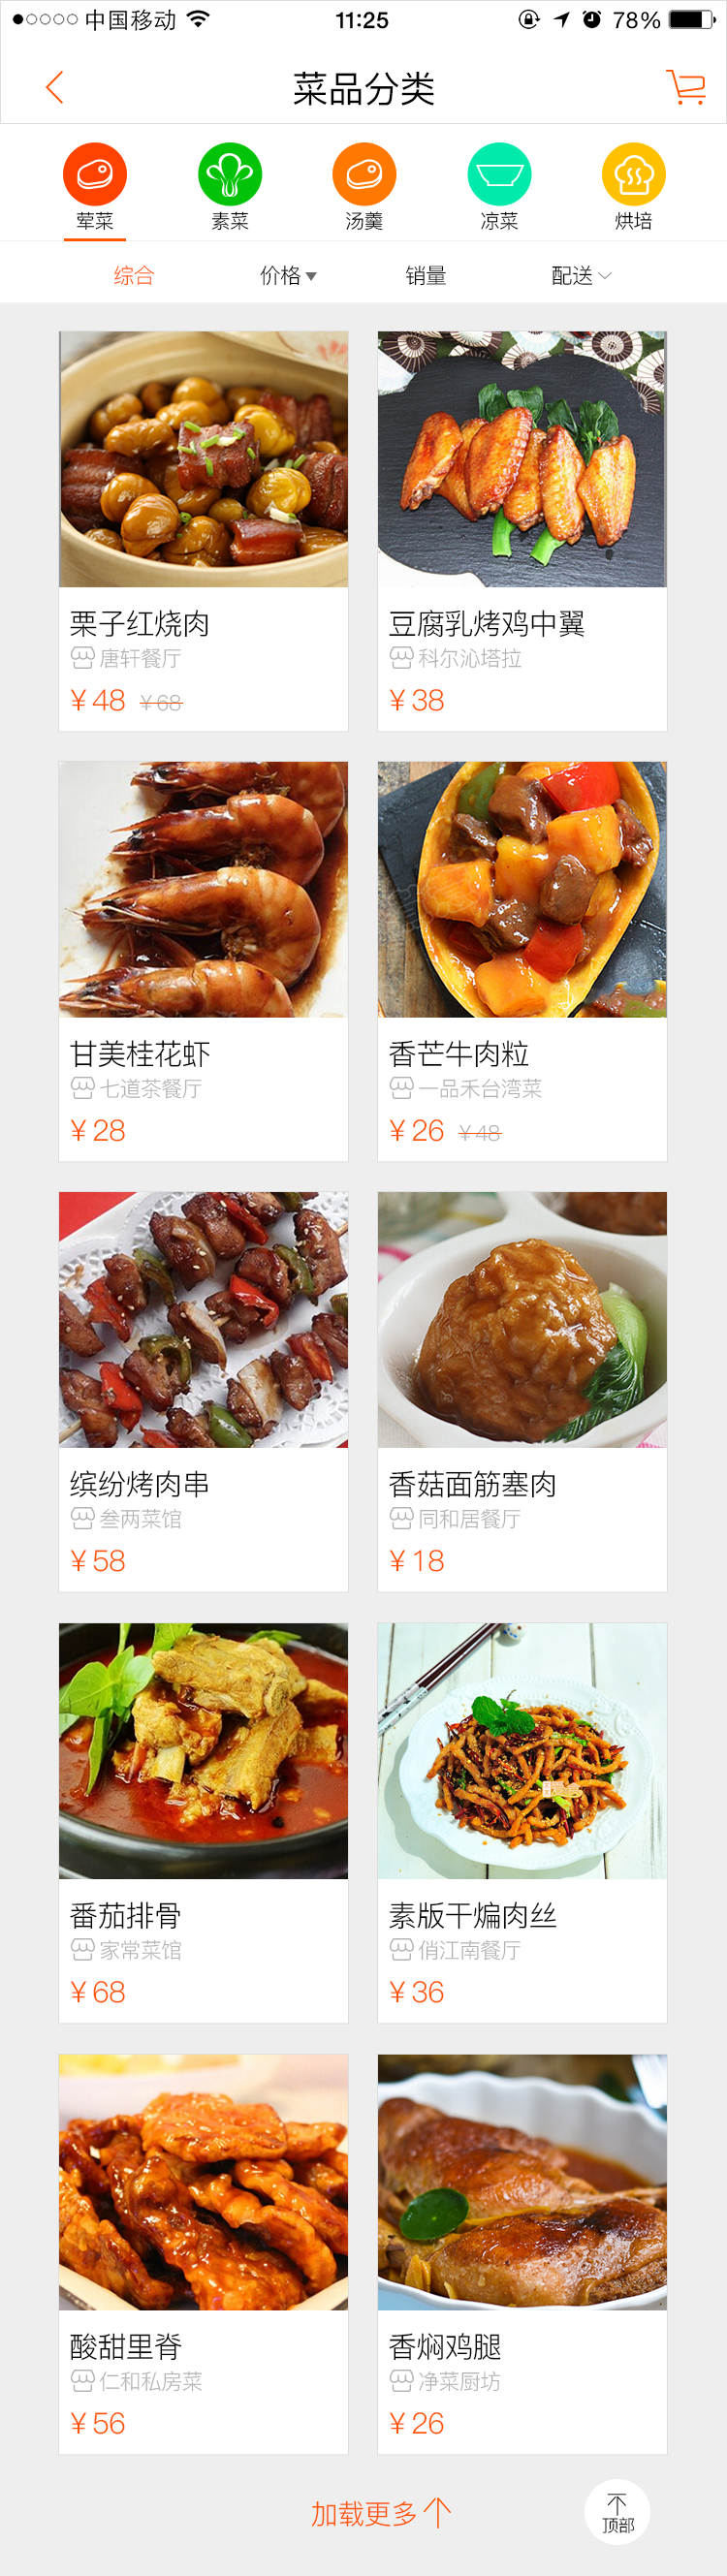 中国移动 11:25 78%
菜品分类
荤菜 素菜 汤羹 凉菜 烘培
综合 价格 销量 配送
栗子红烧肉
唐轩餐厅
¥48 ¥68
豆腐乳烤鸡中翼
科尔沁塔拉
¥38
甘美桂花虾
七道茶餐厅
¥28
香芒牛肉粒
一品禾台湾菜
¥26 ¥48
缤纷烤肉串
叁两菜馆
¥58
香菇面筋塞肉
同和居餐厅
¥18
番茄排骨
家常菜馆
¥68
素版干煸肉丝
俏江南餐厅
¥36
酸甜里脊
仁和私房菜
¥56
香焖鸡腿
净菜厨坊
¥26
加载更多
顶部